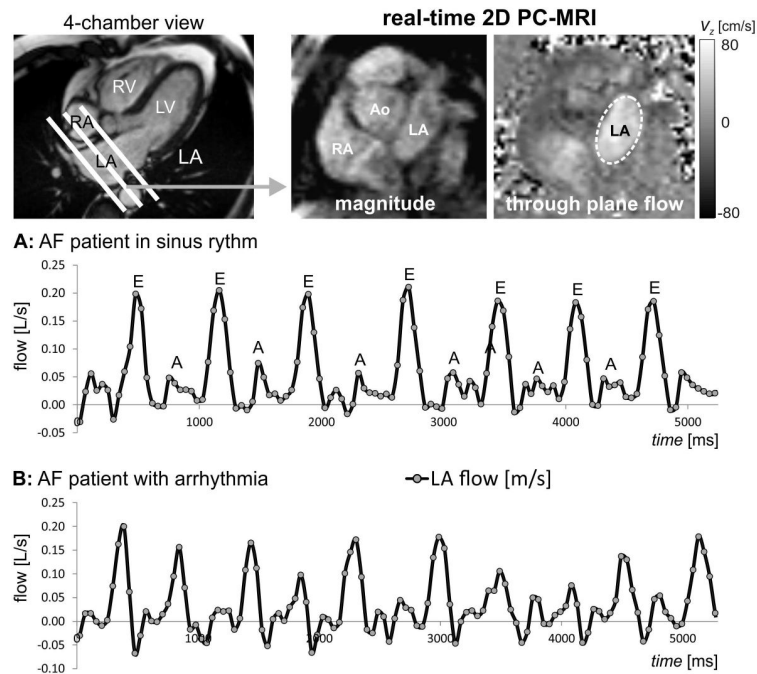 4-chamber view
real-time 2D PC-MRI
Vz [cm/s]
80
0
-80
RV
LV
RA
LA
LA
Ao
LA
RA
magnitude
LA
through plane flow
A: AF patient in sinus rythm
flow [L/s]
0.25
0.20
0.15
0.10
0.05
0.00
-0.05
E
E
E
E
E
E
E
A
A
A
A
A
A
A
1000
2000
3000
4000
5000
time [ms]
B: AF patient with arrhythmia
LA flow [m/s]
flow [L/s]
0.25
0.20
0.15
0.10
0.05
0.00
-0.05
-0.10
0
1000
2000
3000
4000
5000
time [ms]